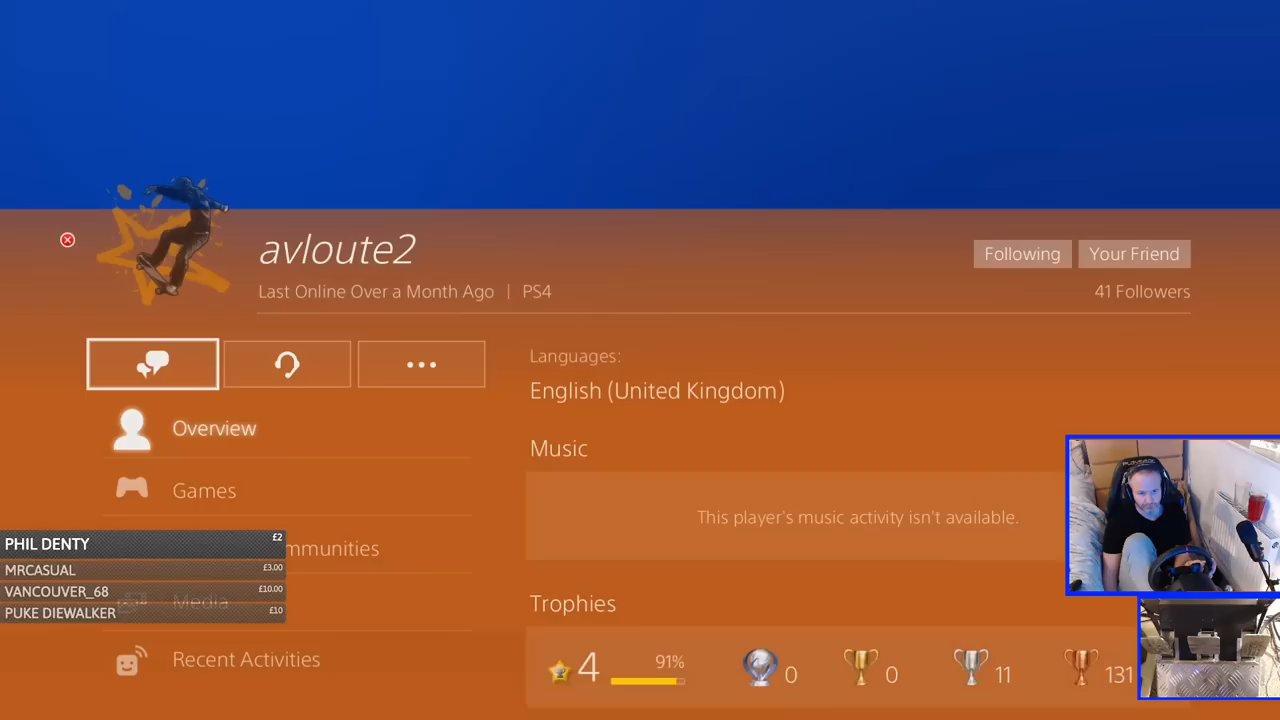 avloute2
Following
Your Friend
Last Online Over a Month Ago | PS4
41 Followers
Languages:
English (United Kingdom)
Overview
Music
Games
This player's music activity isn't available.
mmunities
PHIL DENTY £2
MRCASUAL £3.00
VANCOUVER_68 £10.00
PUKE DIEWALKER £10
Media
Trophies
Recent Activities
4 91% 0 0 11 131